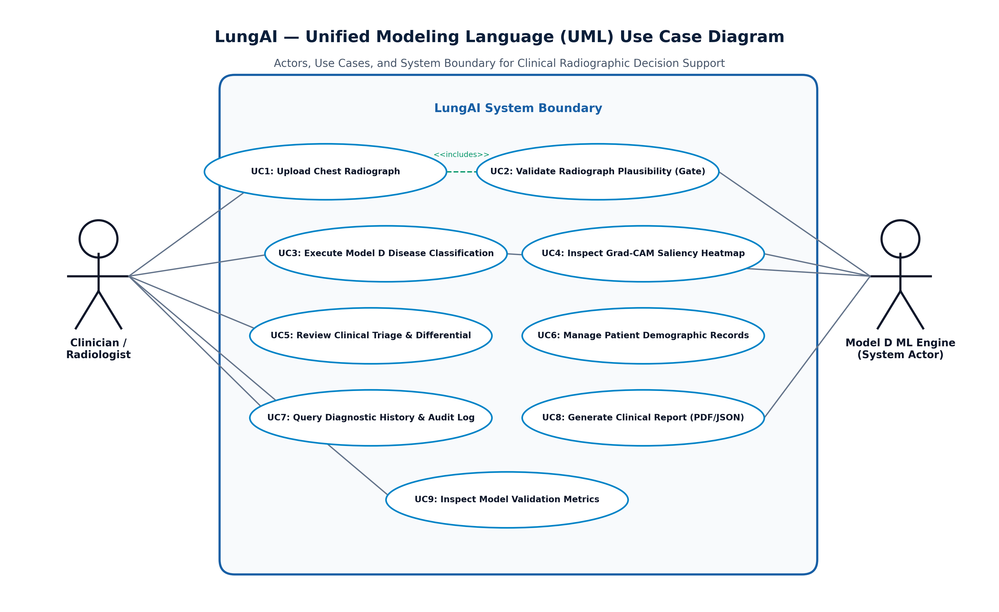 LungAI — Unified Modeling Language (UML) Use Case Diagram
Actors, Use Cases, and System Boundary for Clinical Radiographic Decision Support
LungAI System Boundary
<<includes>>
UC1: Upload Chest Radiograph
UC2: Validate Radiograph Plausibility (Gate)
UC3: Execute Model D Disease Classification
UC4: Inspect Grad-CAM Saliency Heatmap
UC5: Review Clinical Triage & Differential
UC6: Manage Patient Demographic Records
Clinician /
Radiologist
Model D ML Engine
(System Actor)
UC7: Query Diagnostic History & Audit Log
UC8: Generate Clinical Report (PDF/JSON)
UC9: Inspect Model Validation Metrics